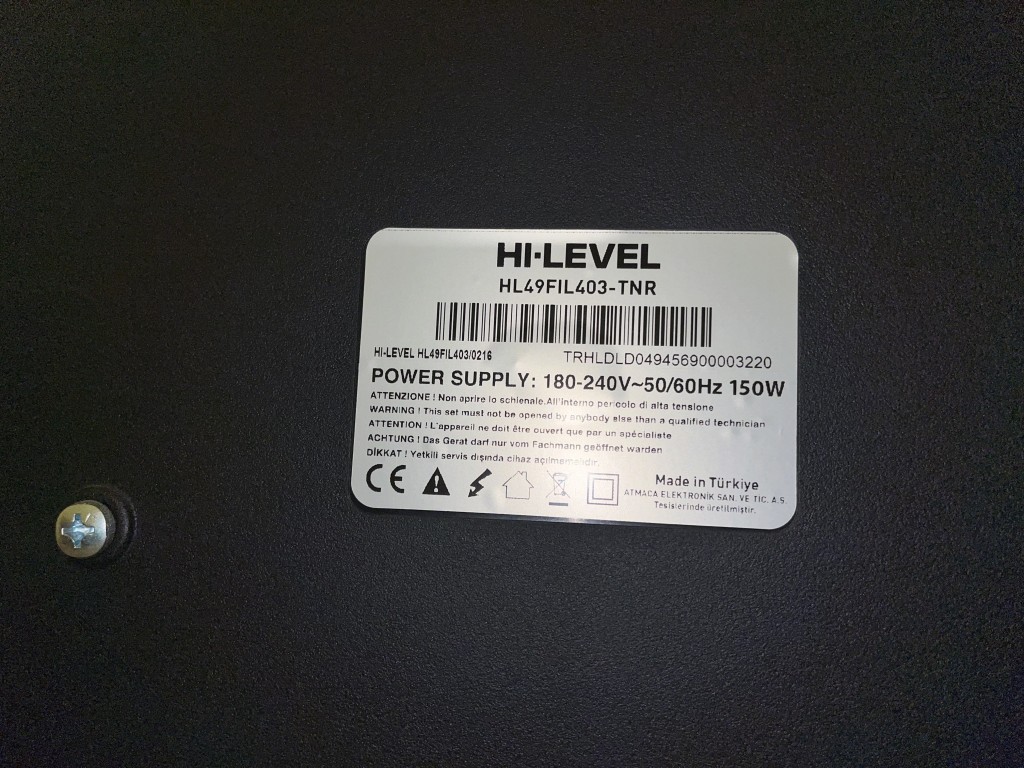 HI-LEVEL
HL49FIL403-TNR
HI-LEVEL HL49FIL403/0216 TRHLDLD049456900003220
POWER SUPPLY: 180-240V~50/60Hz 150W
ATTENZIONE ! Non aprire lo schienale.All'interno pericolo di alta tensione
WARNING ! This set must not be opened by anybody else than a qualified technician
ATTENTION ! L'appareil ne doit être ouvert que par un spécialiste
ACHTUNG ! Das Gerat darf nur vom Fachmann geöffnet warden
DİKKAT ! Yetkili servis dışında cihaz açılmamalıdır.
CE Made in Türkiye
ATMACA ELEKTRONİK SAN. VE TİC. A.S.
Tesislerinde üretilmiştir.